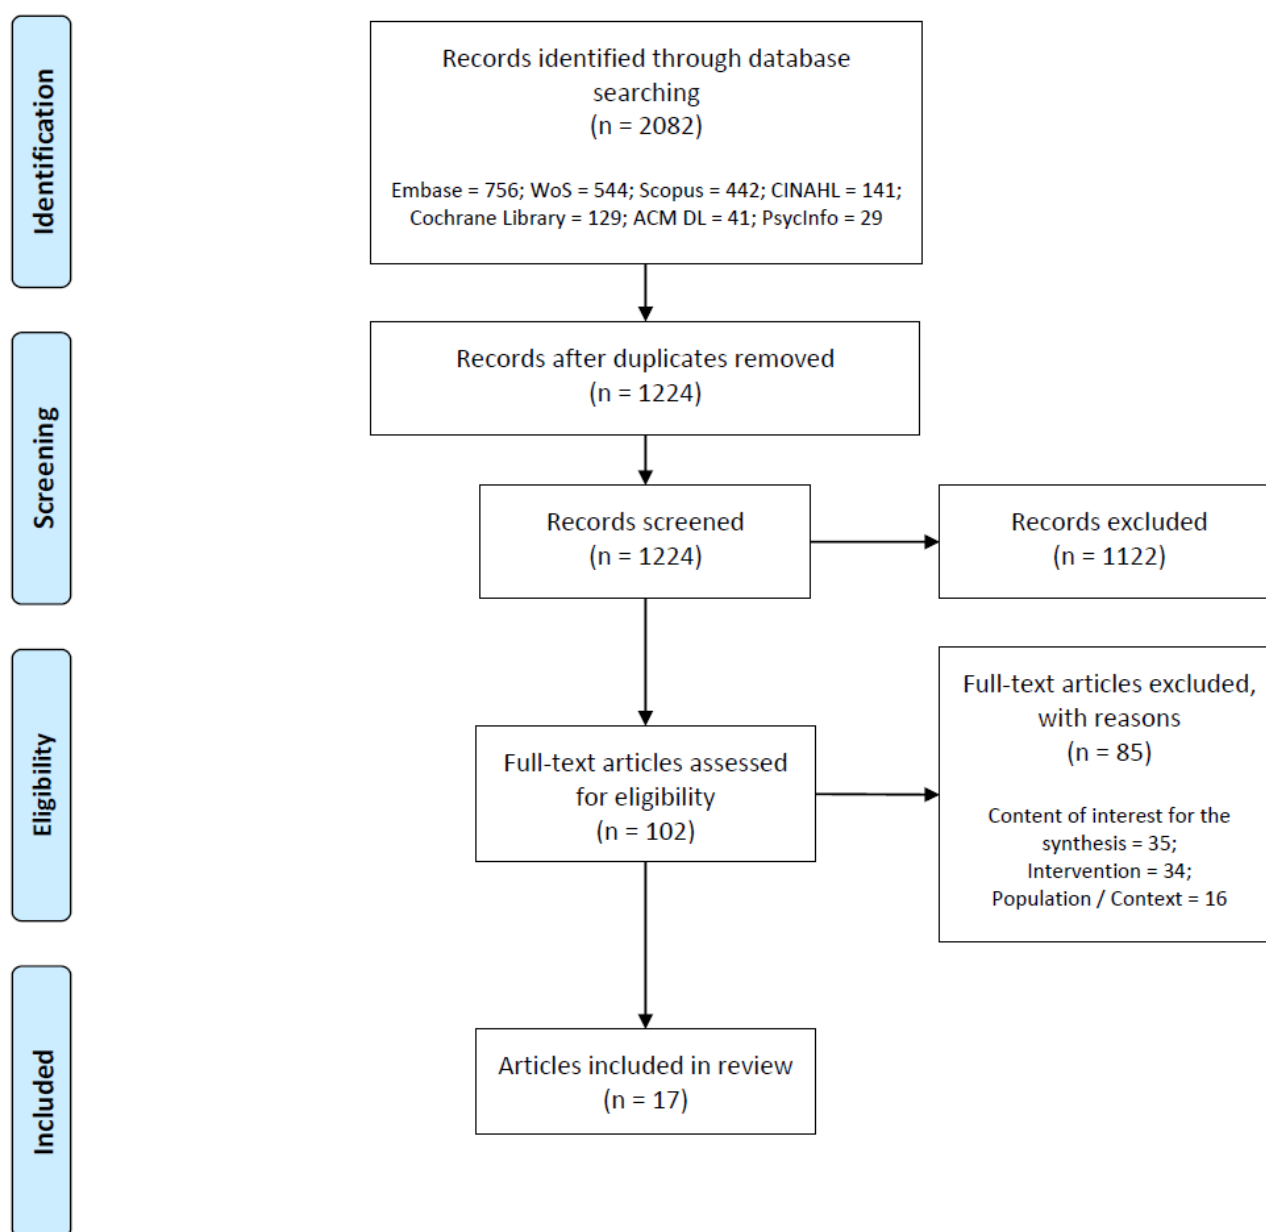 Identification
Records identified through database
searching
(n = 2082)
Embase = 756; WoS = 544; Scopus = 442; CINAHL = 141;
Cochrane Library = 129; ACM DL = 41; PsycInfo = 29
Screening
Records after duplicates removed
(n = 1224)
Records screened
(n = 1224)
Records excluded
(n = 1122)
Eligibility
Full-text articles assessed
for eligibility
(n = 102)
Full-text articles excluded,
with reasons
(n = 85)
Content of interest for the
synthesis = 35;
Intervention = 34;
Population / Context = 16
Included
Articles included in review
(n = 17)